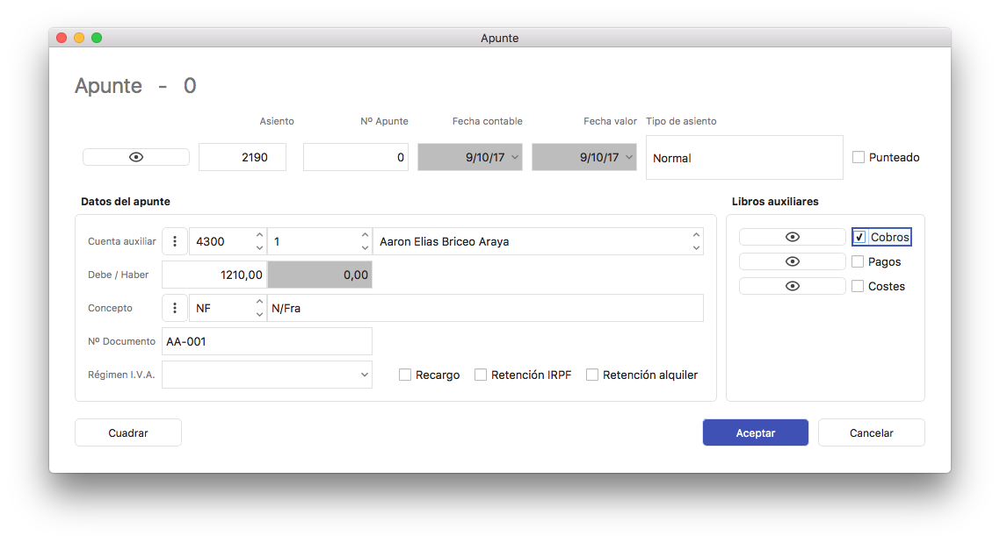 Apunte
Apunte - 0
Asiento Nº Apunte Fecha contable Fecha valor Tipo de asiento
2190 0 9/10/17 9/10/17 Normal Punteado
Datos del apunte
Cuenta auxiliar 4300 1 Aaron Elias Briceo Araya
Debe / Haber 1210,00 0,00
Concepto NF N/Fra
Nº Documento AA-001
Régimen I.V.A. Recargo Retención IRPF Retención alquiler
Libros auxiliares
Cobros
Pagos
Costes
Cuadrar Aceptar Cancelar